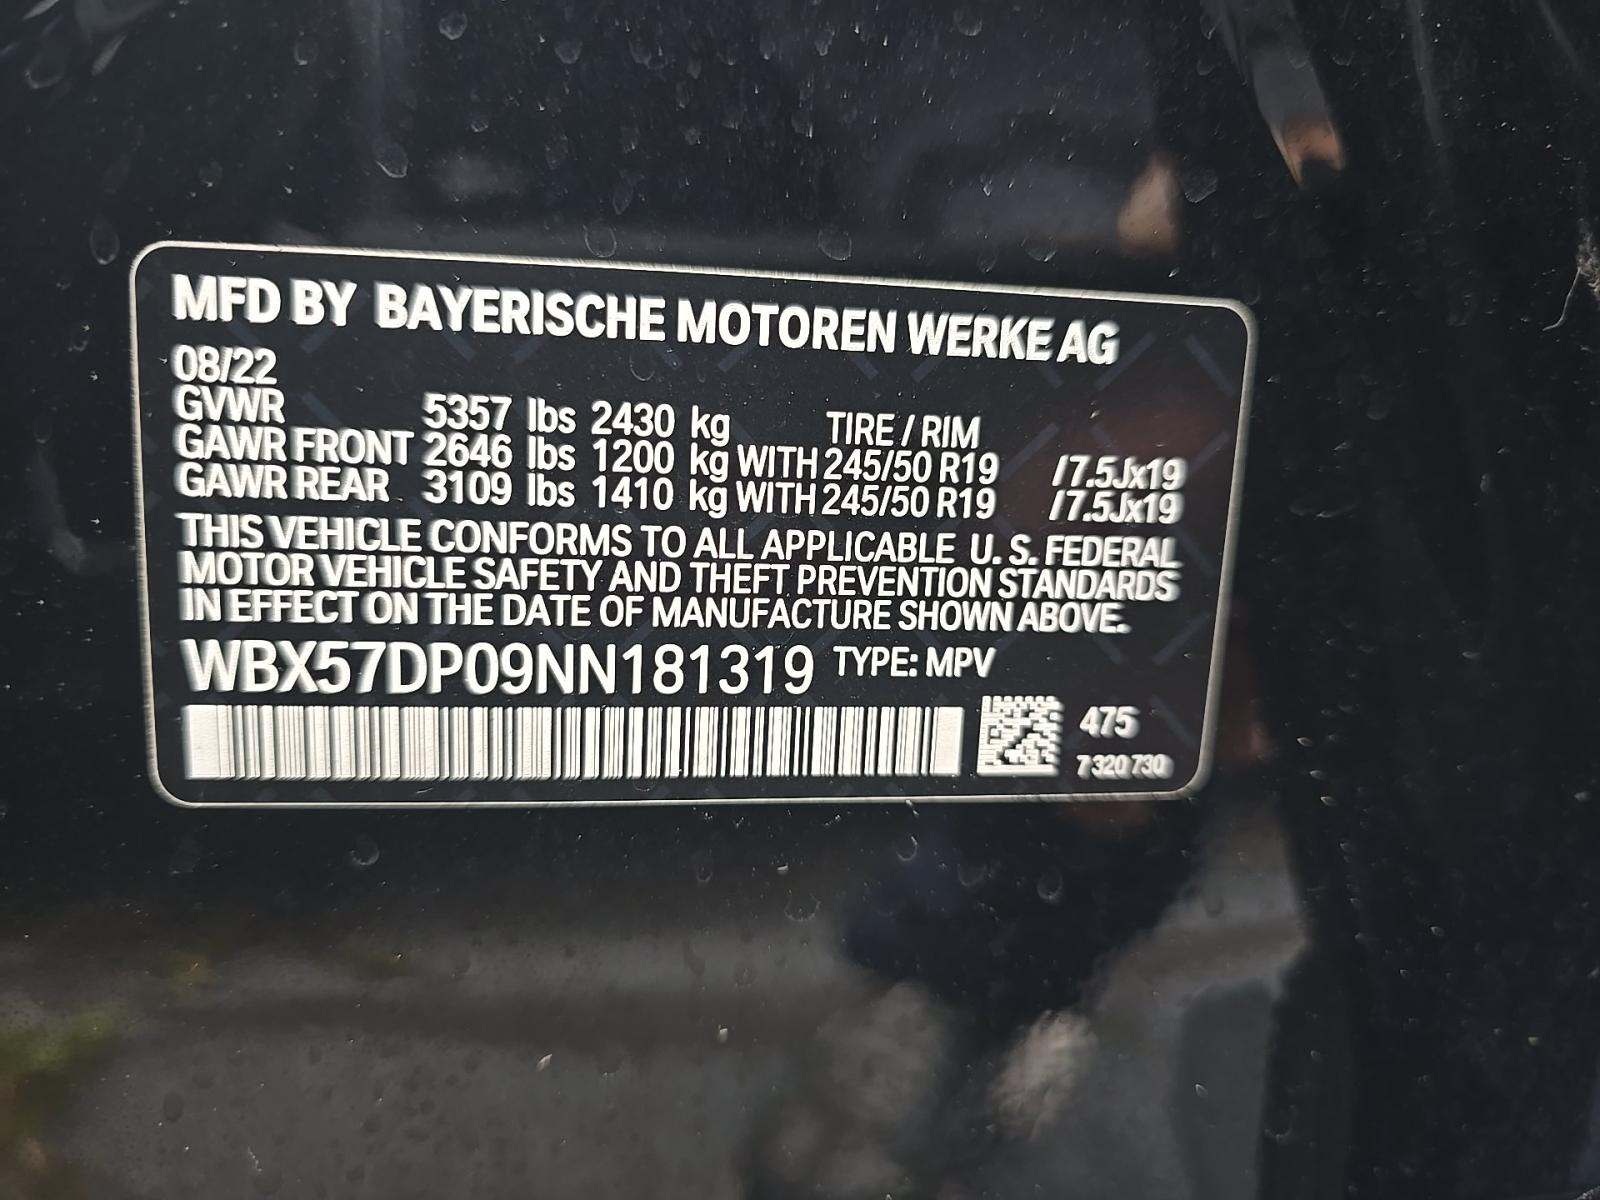 MFD BY BAYERISCHE MOTOREN WERKE AG
08/22
GVWR 5357 lbs 2430 kg TIRE / RIM
GAWR FRONT 2646 lbs 1200 kg WITH 245/50 R19 /7.5Jx19
GAWR REAR 3109 lbs 1410 kg WITH 245/50 R19 /7.5Jx19
THIS VEHICLE CONFORMS TO ALL APPLICABLE U. S. FEDERAL
MOTOR VEHICLE SAFETY AND THEFT PREVENTION STANDARDS
IN EFFECT ON THE DATE OF MANUFACTURE SHOWN ABOVE.
WBX57DP09NN181319 TYPE: MPV
475
7 320 730